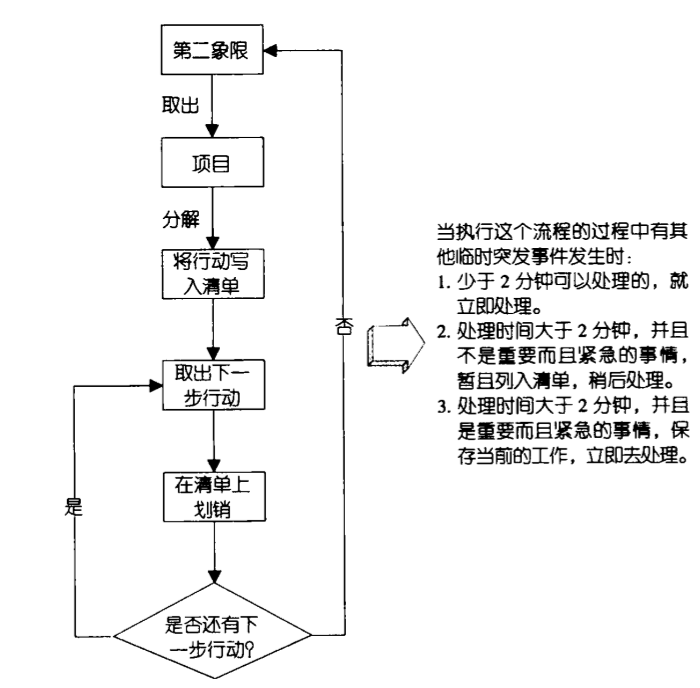 第二象限
取出
项目
分解
将行动写
入清单
取出下一
步行动
在清单上
划销
是否还有下
一步行动?
是
否
当执行这个流程的过程中有其
他临时突发事件发生时:
1. 少于 2 分钟可以处理的，就
立即处理。
2. 处理时间大于 2 分钟，并且
不是重要而且紧急的事情，
暂且列入清单，稍后处理。
3. 处理时间大于 2 分钟，并且
是重要而且紧急的事情，保
存当前的工作，立即去处理。